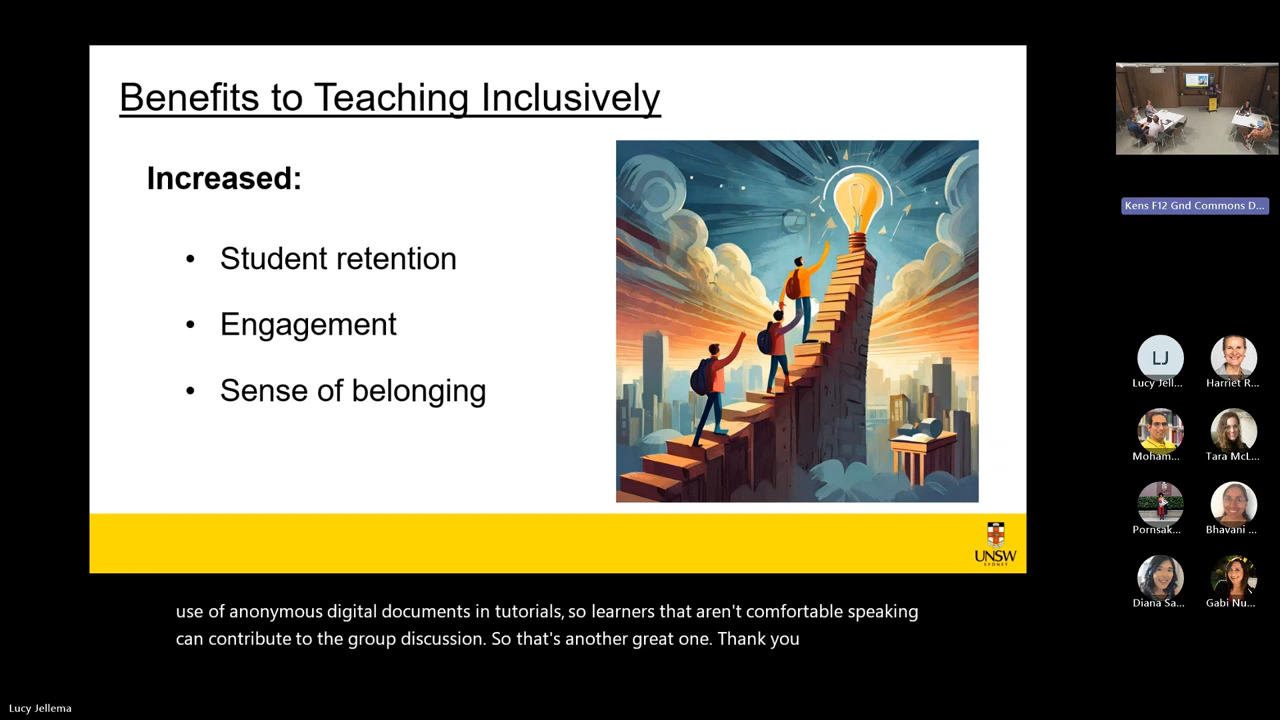 Benefits to Teaching Inclusively
Increased:
• Student retention
• Engagement
• Sense of belonging
UNSW
SYDNEY
use of anonymous digital documents in tutorials, so learners that aren't comfortable speaking
can contribute to the group discussion. So that's another great one. Thank you
Lucy Jellema
Kens F12 Gnd Commons D...
LJ
Lucy Jell...
Harriet R...
Moham...
Tara McL...
Pornsak...
Bhavani ...
Diana Sa...
Gabi Nu...